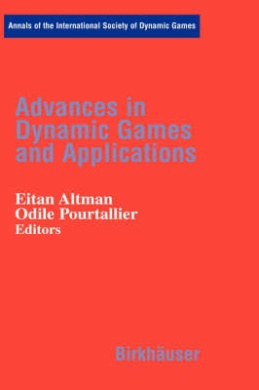 Annals of the International Society of Dynamic Games
Advances in
Dynamic Games
and Applications
Eitan Altman
Odile Pourtallier
Editors
Birkhäuser